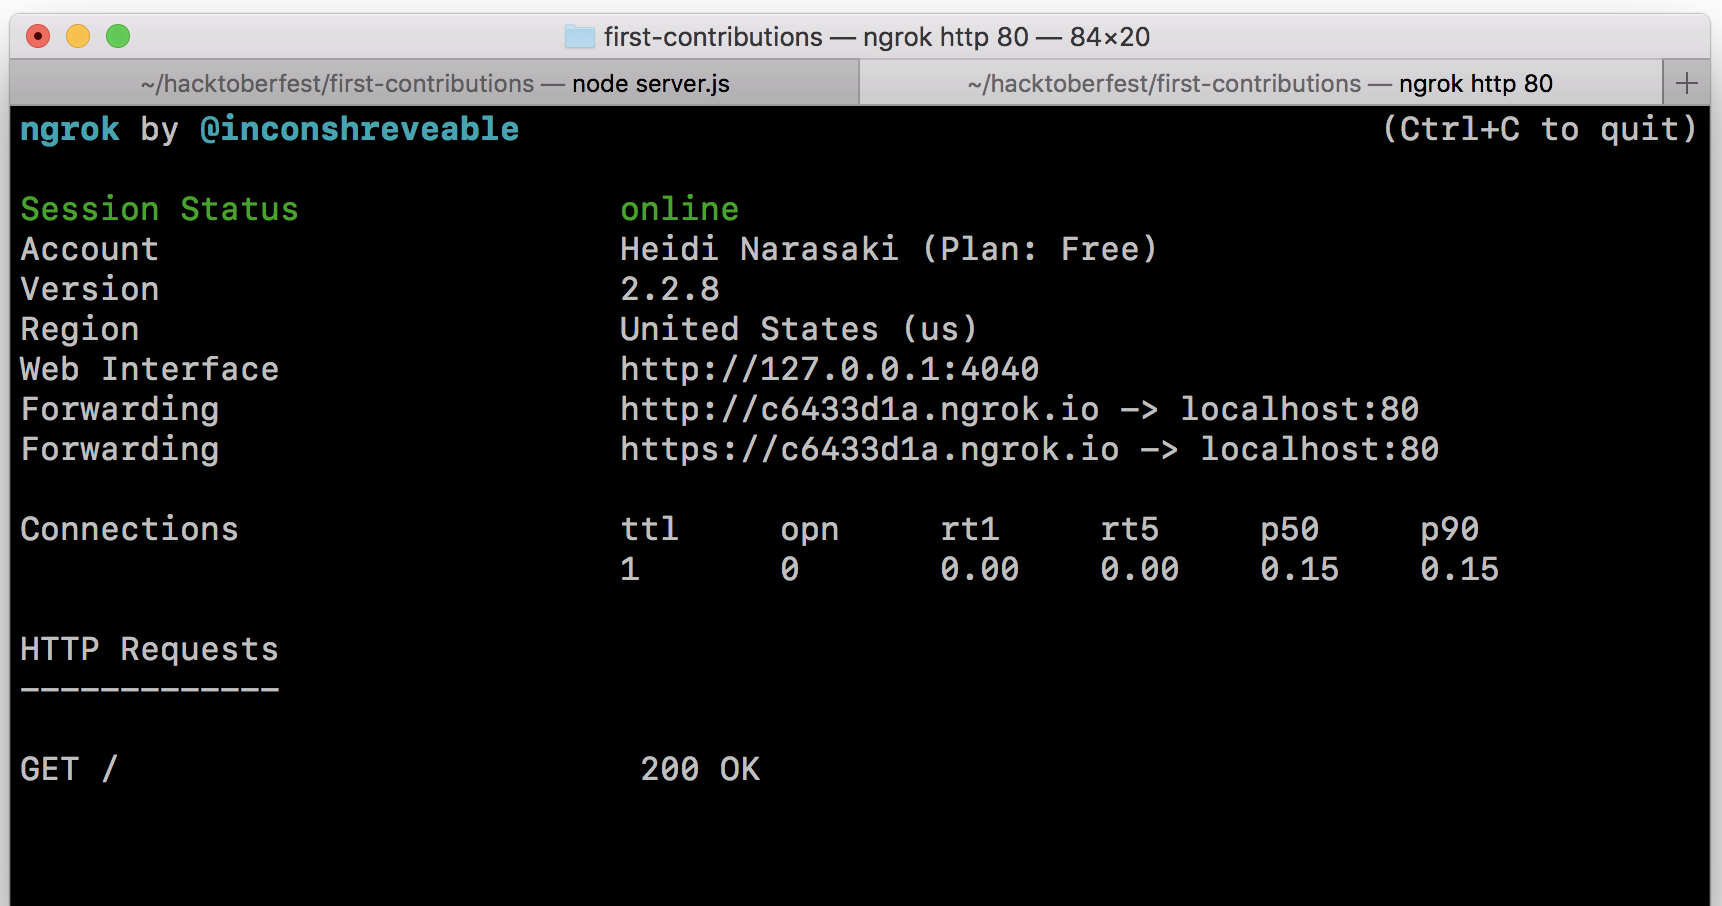 first-contributions — ngrok http 80 — 84×20
~/hacktoberfest/first-contributions — node server.js ~/hacktoberfest/first-contributions — ngrok http 80 +
ngrok by @inconshreveable (Ctrl+C to quit)
Session Status online
Account Heidi Narasaki (Plan: Free)
Version 2.2.8
Region United States (us)
Web Interface http://127.0.0.1:4040
Forwarding http://c6433d1a.ngrok.io -> localhost:80
Forwarding https://c6433d1a.ngrok.io -> localhost:80
Connections ttl opn rt1 rt5 p50 p90
1 0 0.00 0.00 0.15 0.15
HTTP Requests
-------------
GET / 200 OK